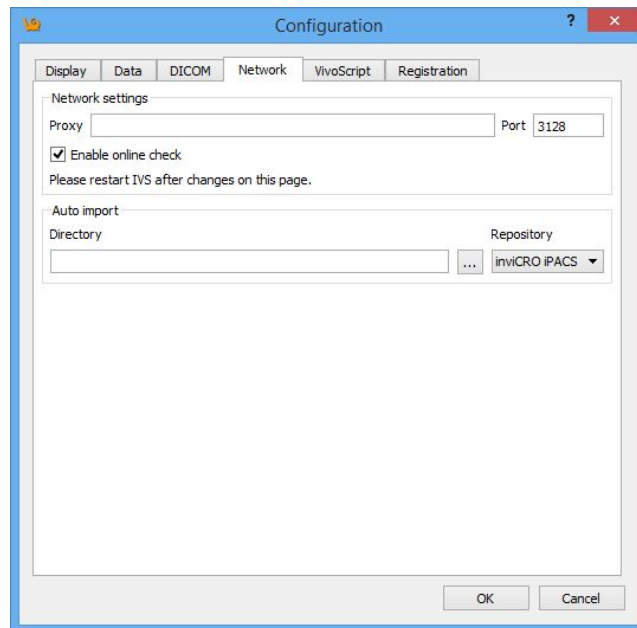 Configuration
?
Display Data DICOM Network VivoScript Registration
Network settings
Proxy Port 3128
Enable online check
Please restart IVS after changes on this page.
Auto import
Directory Repository
... inviCRO iPACS
OK Cancel